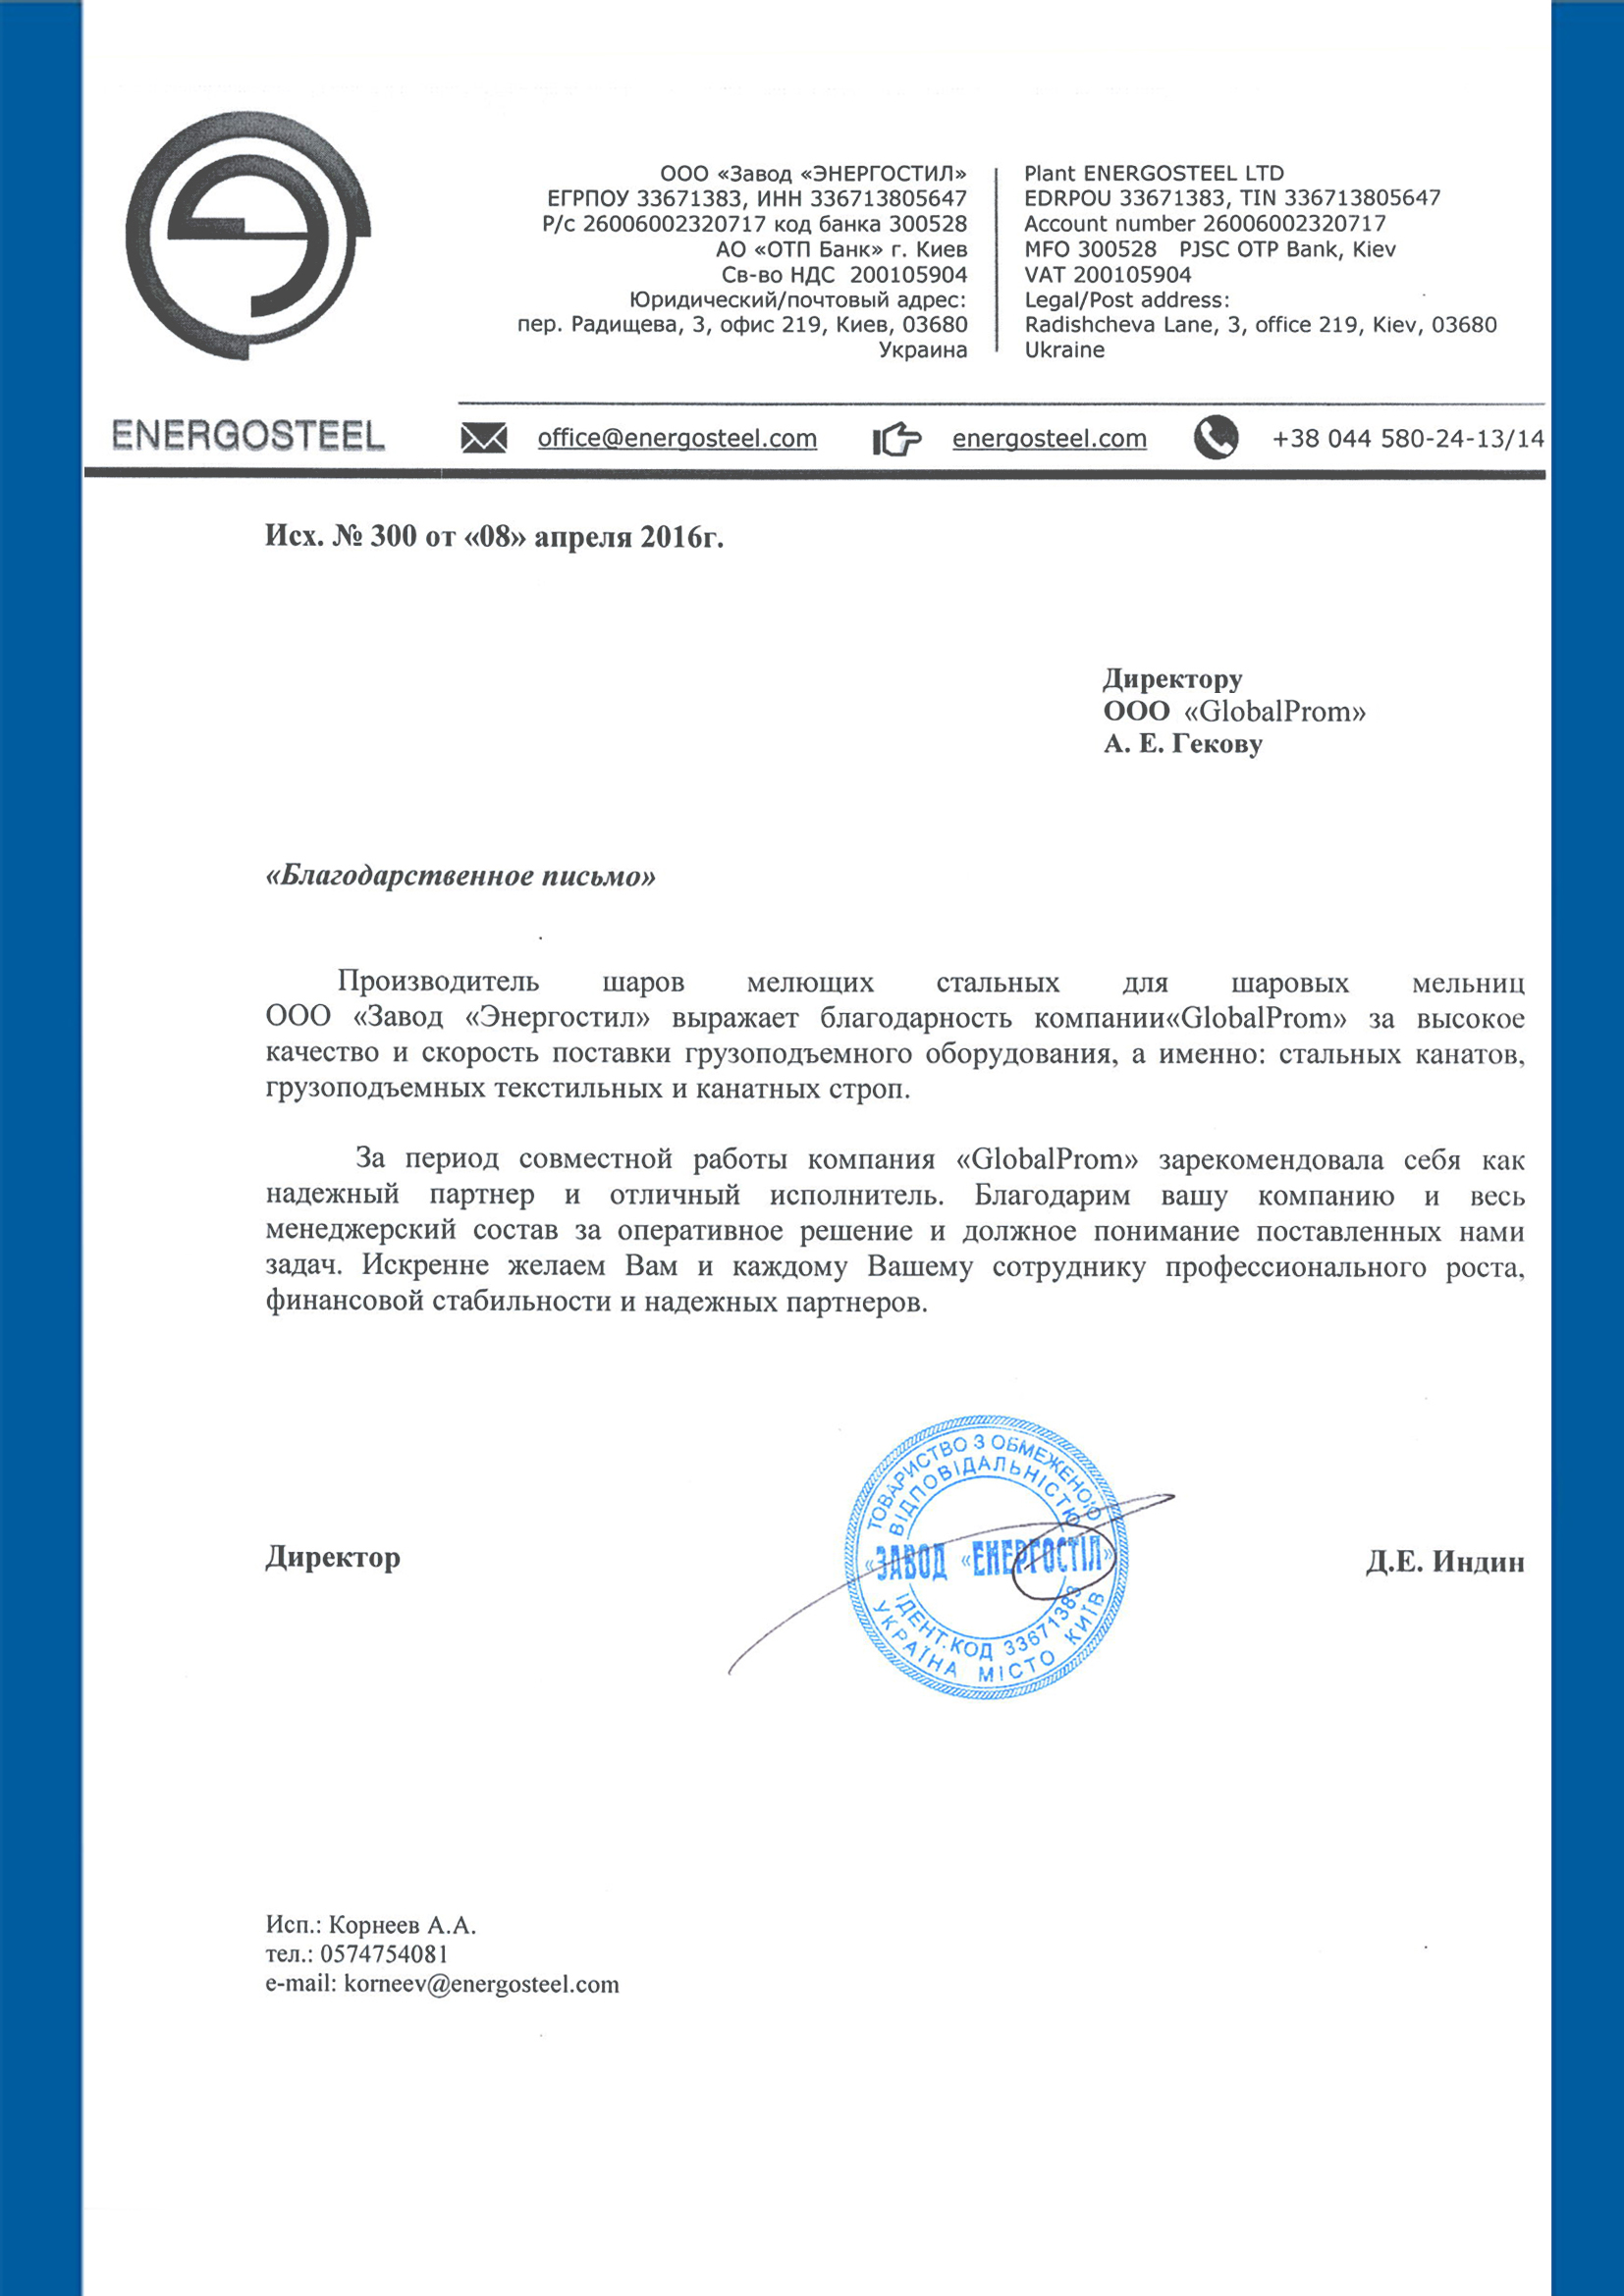 ООО «Завод «ЭНЕРГОСТИЛ»
ЕГРПОУ 33671383, ИНН 336713805647
Р/с 26006002320717 код банка 300528
АО «ОТП Банк» г. Киев
Св-во НДС 200105904
Юридический/почтовый адрес:
пер. Радищева, 3, офис 219, Киев, 03680
Украина
Plant ENERGOSTEEL LTD
EDRPOU 33671383, TIN 336713805647
Account number 26006002320717
MFO 300528 PJSC OTP Bank, Kiev
VAT 200105904
Legal/Post address:
Radishcheva Lane, 3, office 219, Kiev, 03680
Ukraine
ENERGOSTEEL
office@energosteel.com energosteel.com +38 044 580-24-13/14
Исх. № 300 от «08» апреля 2016г.
Директору
ООО «GlobalProm»
А. Е. Гекову
«Благодарственное письмо»
Производитель шаров мелющих стальных для шаровых мельниц
ООО «Завод «Энергостил» выражает благодарность компании«GlobalProm» за высокое
качество и скорость поставки грузоподъемного оборудования, а именно: стальных канатов,
грузоподъемных текстильных и канатных строп.
За период совместной работы компания «GlobalProm» зарекомендовала себя как
надежный партнер и отличный исполнитель. Благодарим вашу компанию и весь
менеджерский состав за оперативное решение и должное понимание поставленных нами
задач. Искренне желаем Вам и каждому Вашему сотруднику профессионального роста,
финансовой стабильности и надежных партнеров.
Директор
ТОВАРИСТВО З ОБМЕЖЕНОЮ
ВІДПОВІДАЛЬНІСТЮ
«ЗАВОД «ЕНЕРГОСТІЛ»
ІДЕНТ.КОД 33671383
УКРАЇНА МІСТО КИЇВ
Д.Е. Индин
Исп.: Корнеев А.А.
тел.: 0574754081
e-mail: korneev@energosteel.com